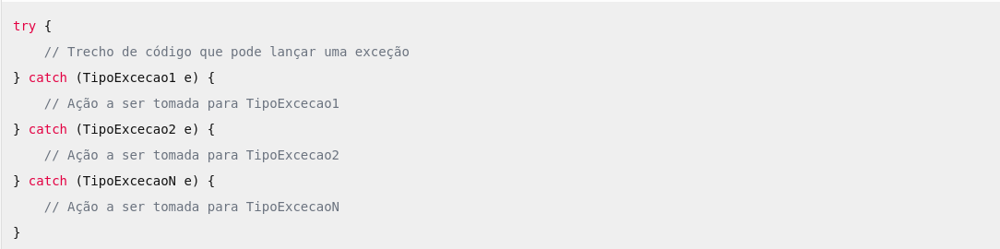 try {
    // Trecho de código que pode lançar uma exceção
} catch (TipoExcecao1 e) {
    // Ação a ser tomada para TipoExcecao1
} catch (TipoExcecao2 e) {
    // Ação a ser tomada para TipoExcecao2
} catch (TipoExcecaoN e) {
    // Ação a ser tomada para TipoExcecaoN
}